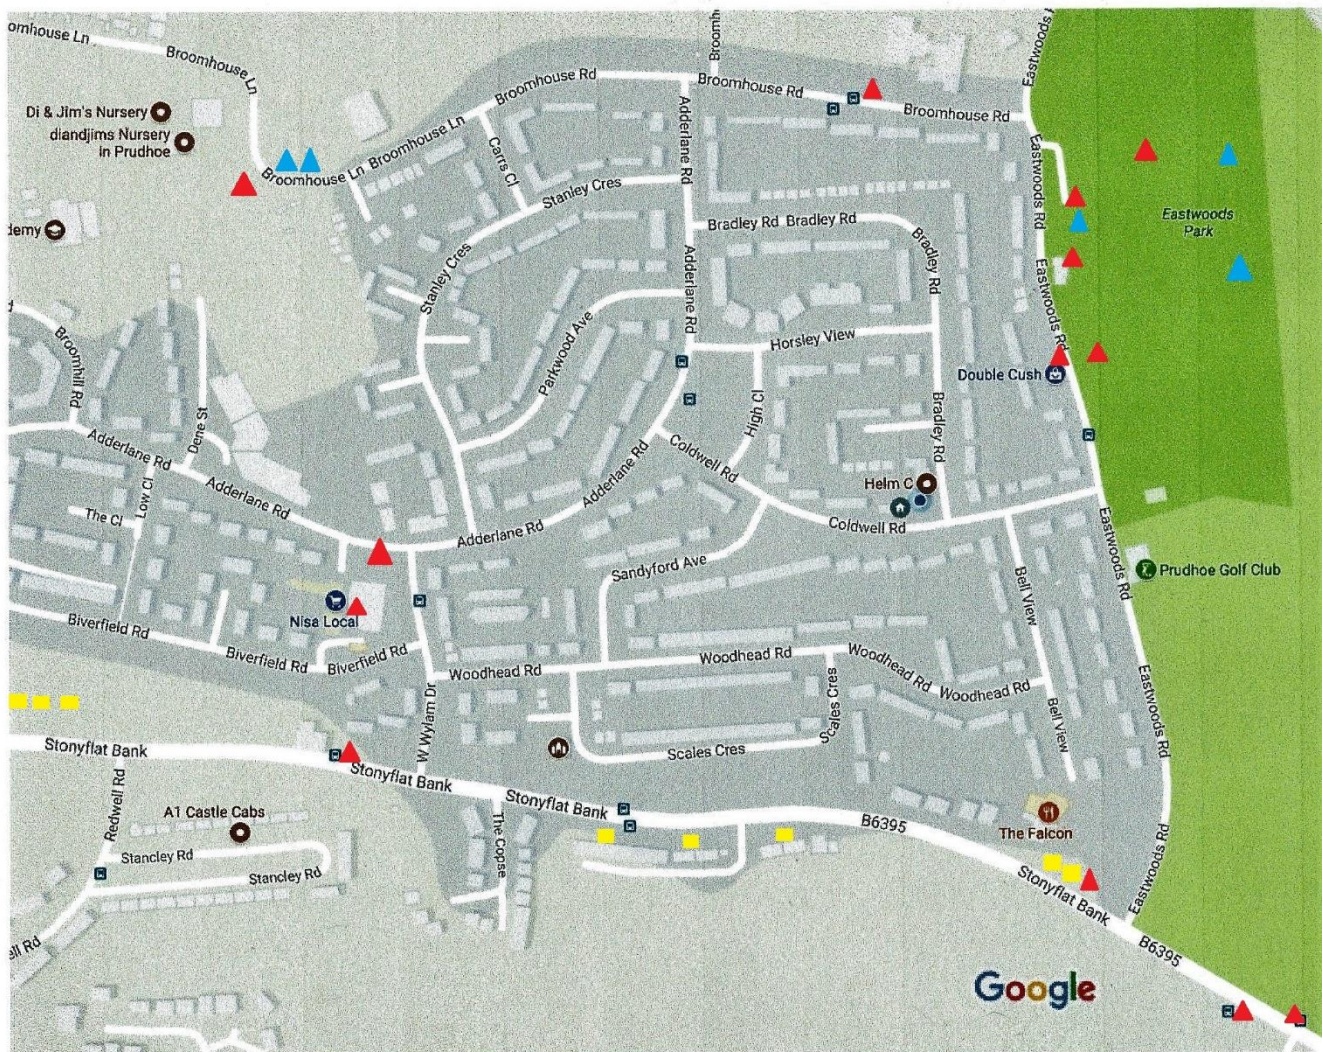 omhouse Ln
Broomhouse Ln
Broomhouse Rd
Broomh
Broomhouse Rd
Broomhouse Rd
Eastwoods R
Di & Jim's Nursery
diandjims Nursery
in Prudhoe
Broomhouse Ln
Broomhouse Ln
Carrs Cl
Adderlane Rd
Stanley Cres
Eastwoods Rd
Eastwoods
Park
demy
Bradley Rd
Bradley Rd
Bradley Rd
Stanley Cres
Adderlane Rd
Eastwoods Rd
Parkwood Ave
Horsley View
Broomhill Rd
Double Cush
Dene St
High Cl
Bradley Rd
Adderlane Rd
Coldwell Rd
Adderlane Rd
Low Cl
Adderlane Rd
Helm C
The Cl
Adderlane Rd
Coldwell Rd
Eastwoods Rd
Sandyford Ave
Bell View
Prudhoe Golf Club
Nisa Local
Biverfield Rd
Biverfield Rd
Biverfield Rd
Woodhead Rd
Woodhead Rd
Woodhead Rd
Woodhead Rd
W Wylam Dr
Scales Cres
Bell View
Eastwoods Rd
Stonyflat Bank
Scales Cres
Stonyflat Bank
Redwell Rd
Stonyflat Bank
A1 Castle Cabs
B6395
The Falcon
The Copse
Stancley Rd
Stancley Rd
Stonyflat Bank
Eastwoods Rd
ell Rd
B6395
Google